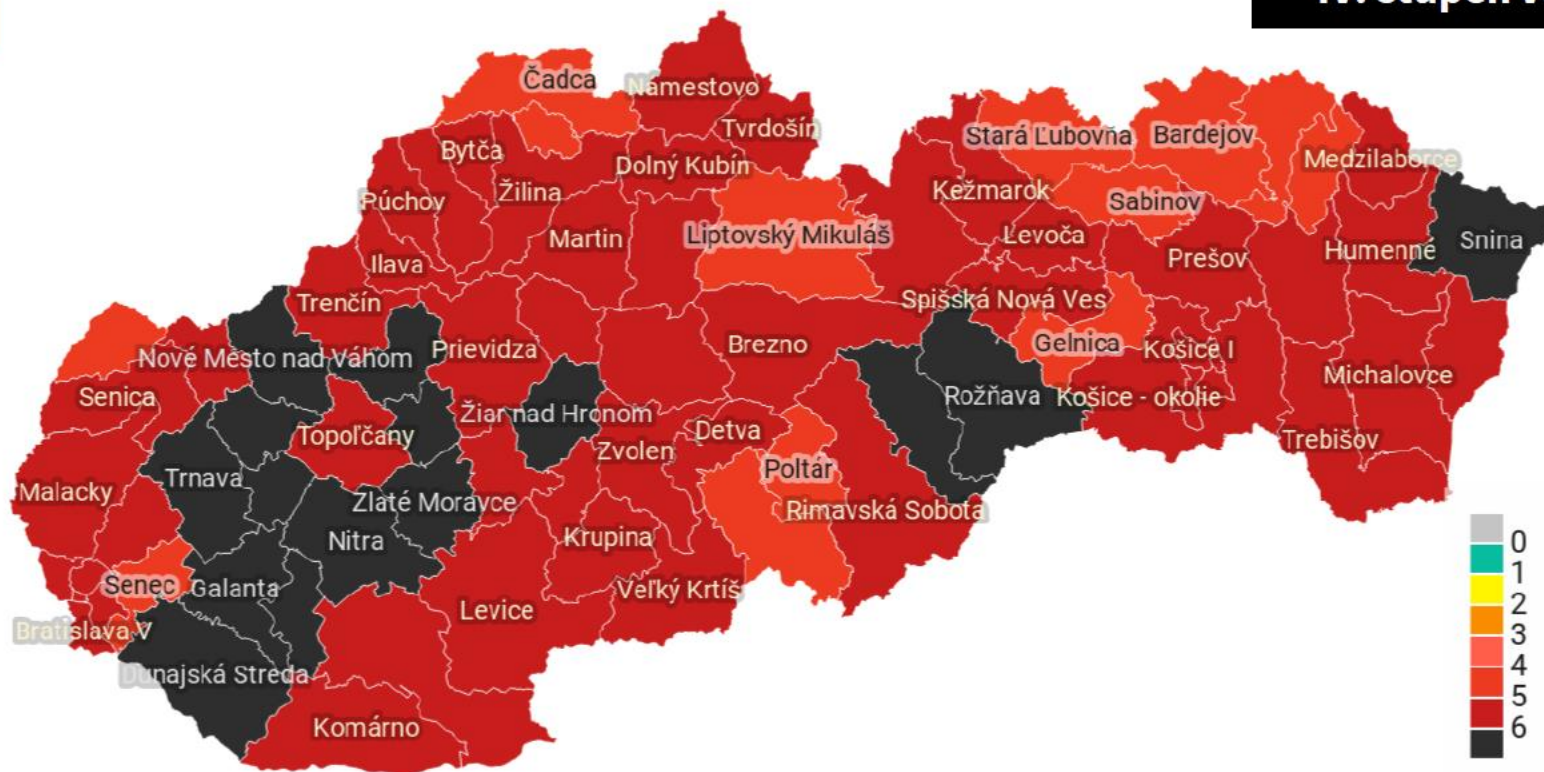 Čadca
Námestovo
Tvrdošín
Bytča
Dolný Kubín
Stará Ľubovňa
Bardejov
Medzilaborce
Púchov
Žilina
Kežmarok
Sabinov
Liptovský Mikuláš
Martin
Levoča
Snina
Ilava
Prešov
Humenné
Trenčín
Spišská Nová Ves
Nové Město nad Váhom
Prievidza
Brezno
Gelnica
Košice I
Senica
Michalovce
Rožňava
Košice - okolie
Žiar nad Hronom
Topoľčany
Detva
Zvolen
Trebišov
Trnava
Poltár
Malacky
Zlaté Moravce
Rimavská Sobota
Nitra
Krupina
Senec
Galanta
Veľký Krtíš
Levice
Bratislava V
Dunajská Streda
Komárno
0
1
2
3
4
5
6